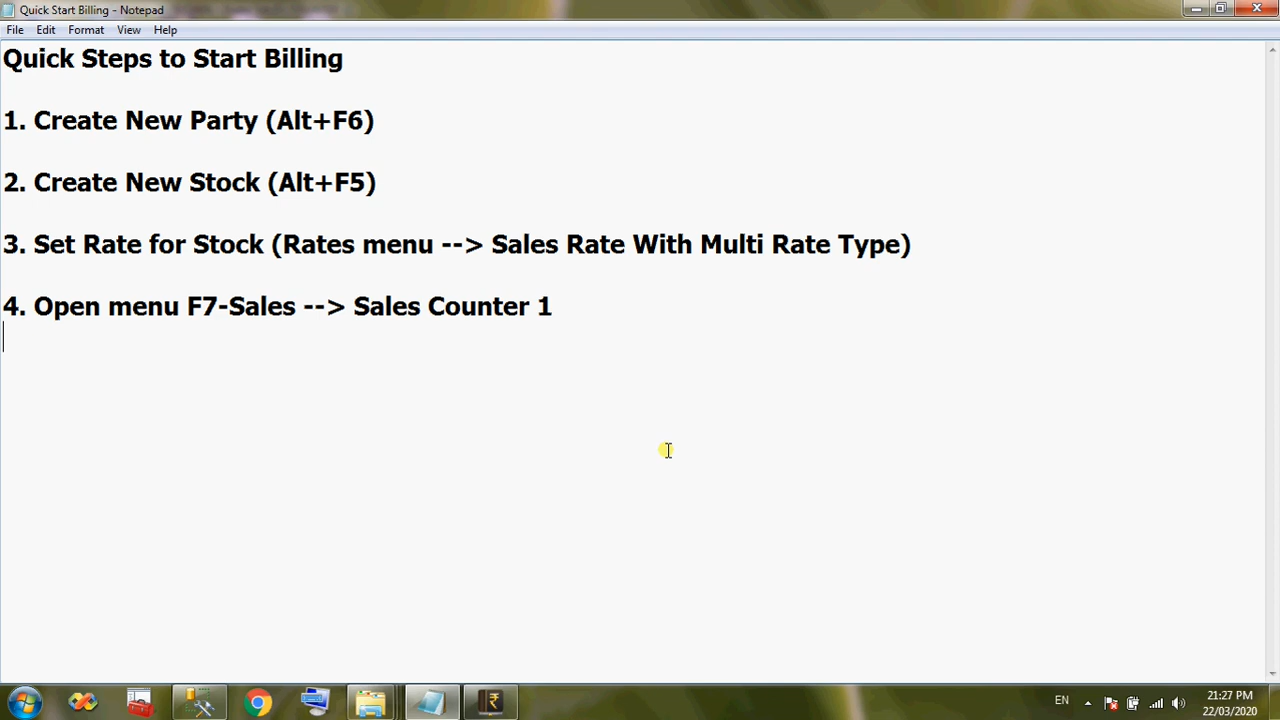 Quick Start Billing - Notepad
File Edit Format View Help
Quick Steps to Start Billing
1. Create New Party (Alt+F6)
2. Create New Stock (Alt+F5)
3. Set Rate for Stock (Rates menu --> Sales Rate With Multi Rate Type)
4. Open menu F7-Sales --> Sales Counter 1
EN
21:27 PM
22/03/2020